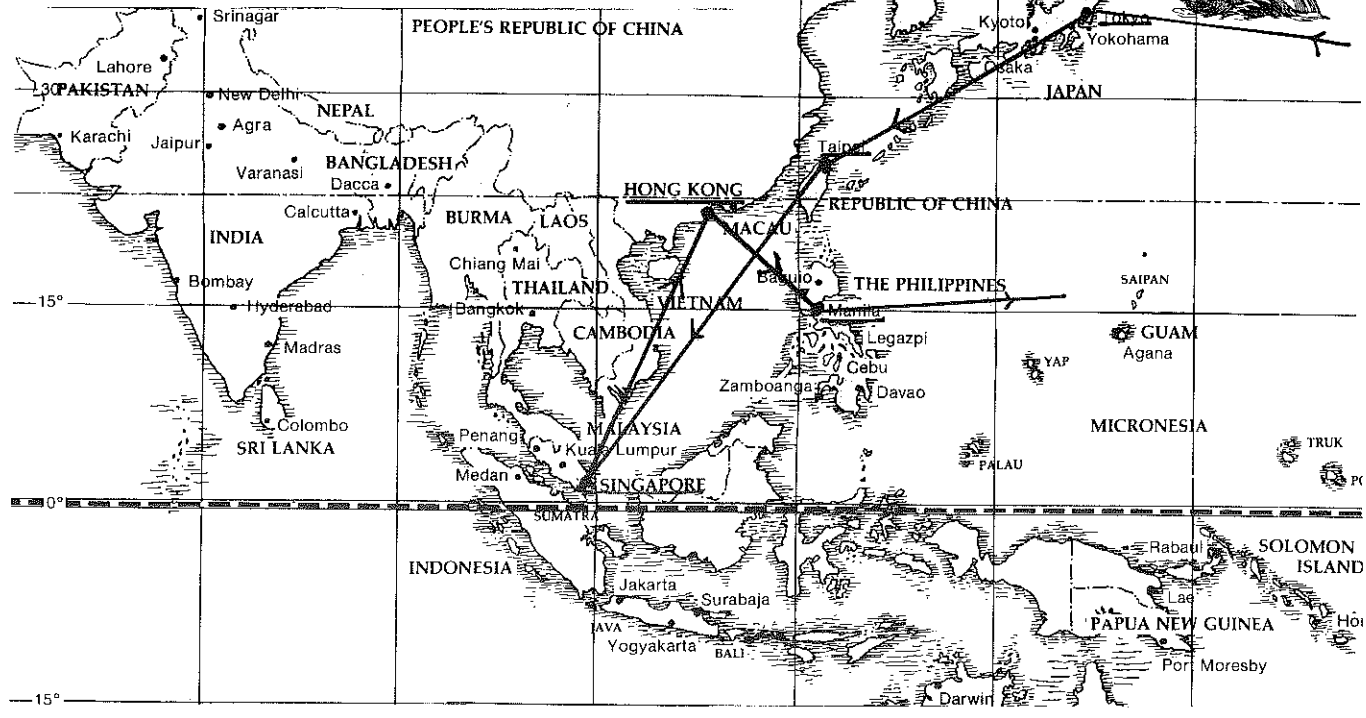 Srinagar
PEOPLE'S REPUBLIC OF CHINA
Kyoto
Tokyo
Yokohama
Osaka
Lahore
30
PAKISTAN
New Delhi
JAPAN
NEPAL
Karachi
Agra
Jaipur
Varanasi
BANGLADESH
Dacca
Taipei
HONG KONG
Calcutta
BURMA
LAOS
REPUBLIC OF CHINA
MACAU
INDIA
Chiang Mai
Bombay
THAILAND
VIETNAM
Baguio
THE PHILIPPINES
SAIPAN
15°
Hyderabad
Bangkok
Manila
CAMBODIA
GUAM
Madras
Legazpi
Agana
Cebu
YAP
Zamboanga
Davao
Colombo
MALAYSIA
MICRONESIA
SRI LANKA
Penang
Kuala Lumpur
TRUK
PALAU
Medan
SINGAPORE
PO
0°
SUMATRA
Rabaul
SOLOMON
ISLAND
INDONESIA
Jakarta
Surabaja
Lae
JAVA
PAPUA NEW GUINEA
Hon
Yogyakarta
BALI
Port Moresby
15°
Darwin